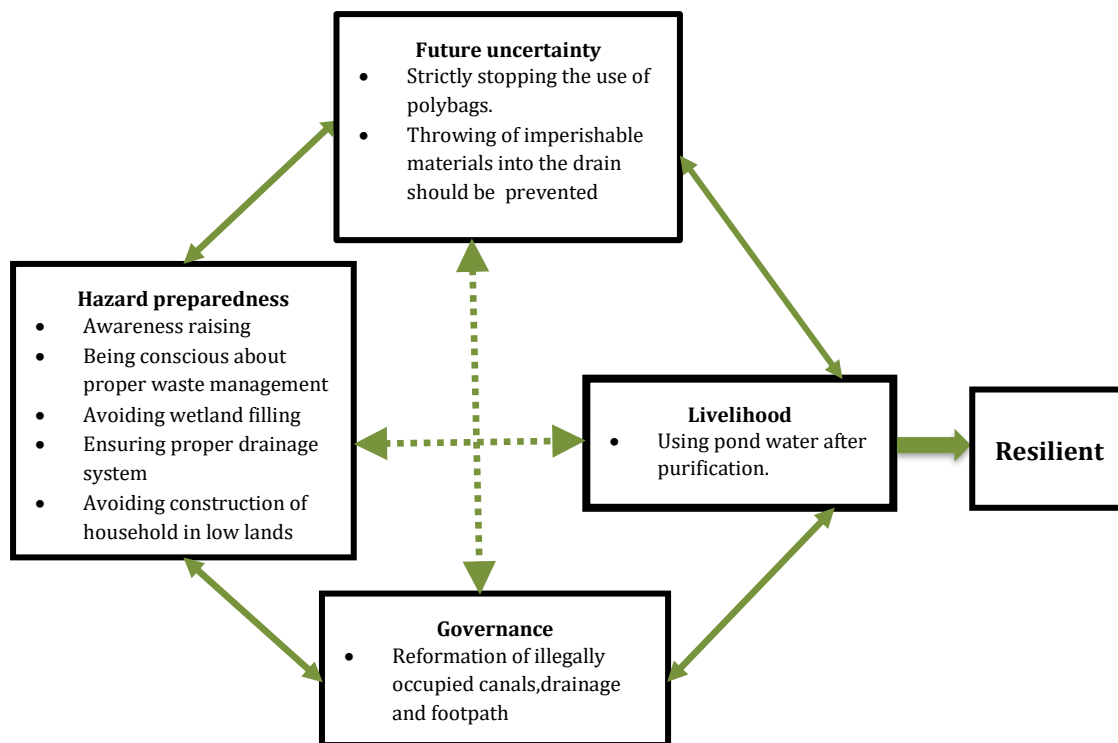 Future uncertainty
• Strictly stopping the use of
polybags.
• Throwing of imperishable
materials into the drain
should be prevented
Hazard preparedness
• Awareness raising
• Being conscious about
proper waste management
• Avoiding wetland filling
• Ensuring proper drainage
system
• Avoiding construction of
household in low lands
Livelihood
• Using pond water after
purification.
Resilient
Governance
• Reformation of illegally
occupied canals,drainage
and footpath